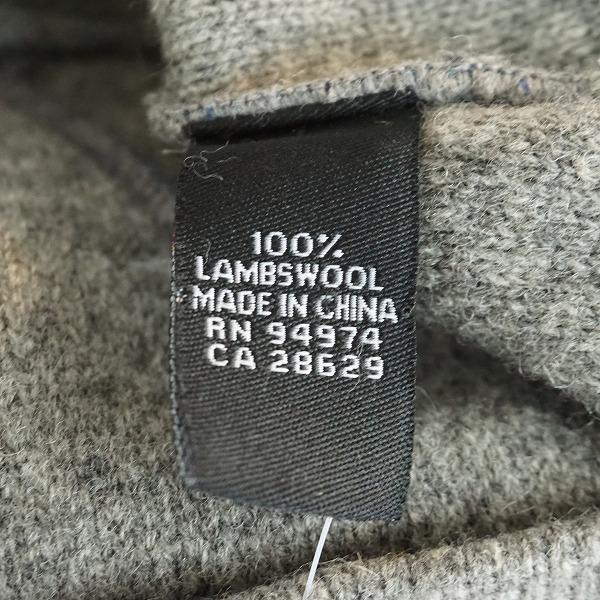 100%
LAMBSWOOL
MADE IN CHINA
RN 94974
CA 28629